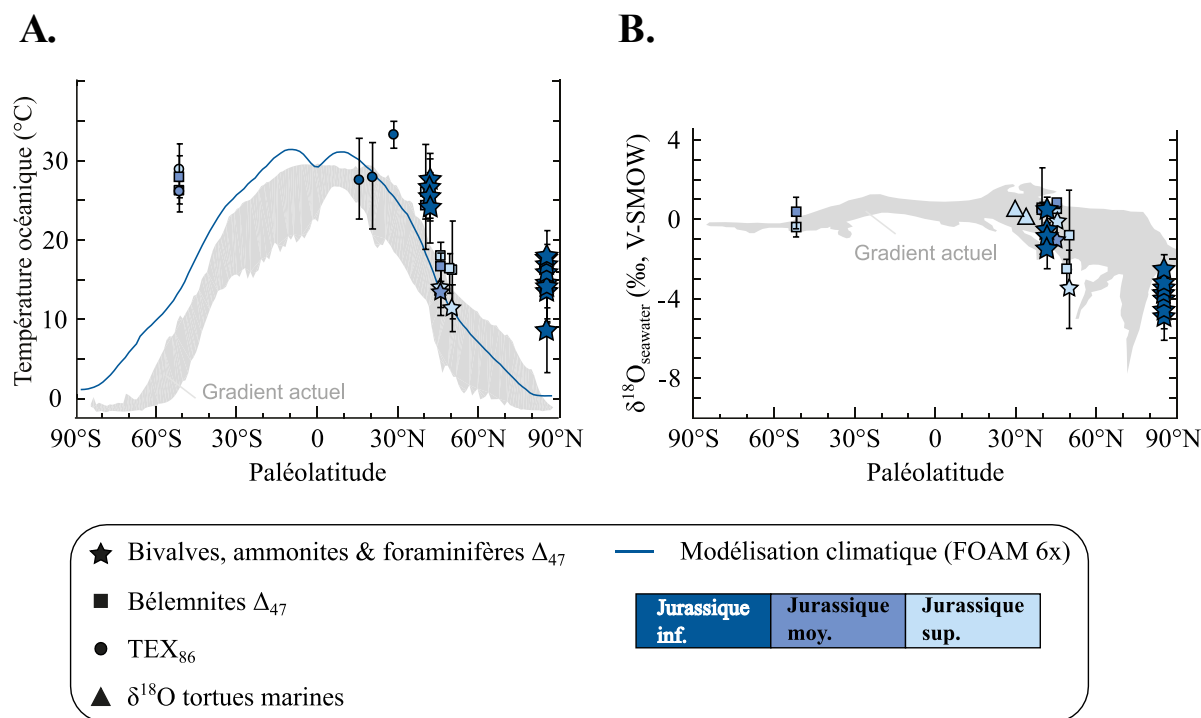 A.
B.
Température océanique (°C)
30
20
10
0
Gradient actuel
90°S 60°S 30°S 0 30°N 60°N 90°N
Paléolatitude
δ¹⁸O seawater (‰, V-SMOW)
4
0
-4
-8
Gradient actuel
90°S 60°S 30°S 0 30°N 60°N 90°N
Paléolatitude
Bivalves, ammonites & foraminifères Δ₄₇
Bélemnites Δ₄₇
TEX₈₆
δ¹⁸O tortues marines
Modélisation climatique (FOAM 6x)
Jurassique inf.
Jurassique moy.
Jurassique sup.